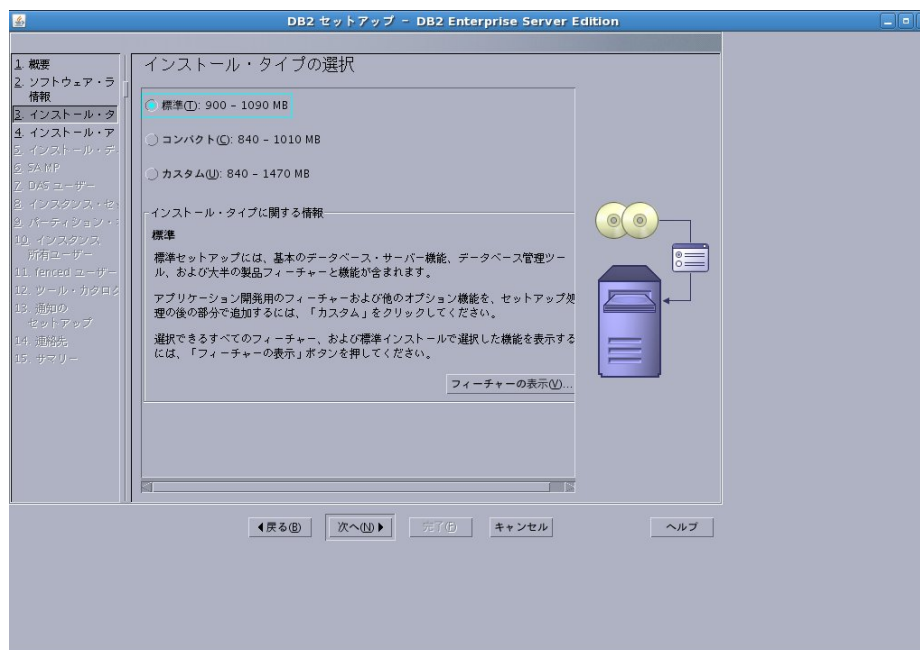 DB2 セットアップ - DB2 Enterprise Server Edition
1. 概要
2. ソフトウェア・ラ
情報
3. インストール・タ
4. インストール・ア
5. インストール・デ
6. SA MP
7. DAS ユーザー
8. インスタンス・セ
9. パーティション・
10. インスタンス
所有ユーザー
11. fenced ユーザー
12. ツール・カタログ
13. 通知の
セットアップ
14. 連絡先
15. サマリー
インストール・タイプの選択
標準(T): 900 - 1090 MB
コンパクト(C): 840 - 1010 MB
カスタム(U): 840 - 1470 MB
インストール・タイプに関する情報
標準
標準セットアップには、基本のデータベース・サーバー機能、データベース管理ツー
ル、および大半の製品フィーチャーと機能が含まれます。
アプリケーション開発用のフィーチャーおよび他のオプション機能を、セットアップ処
理の後の部分で追加するには、「カスタム」をクリックしてください。
選択できるすべてのフィーチャー、および標準インストールで選択した機能を表示する
には、「フィーチャーの表示」ボタンを押してください。
フィーチャーの表示(V)...
戻る(B)
次へ(N)
完了(F)
キャンセル
ヘルプ